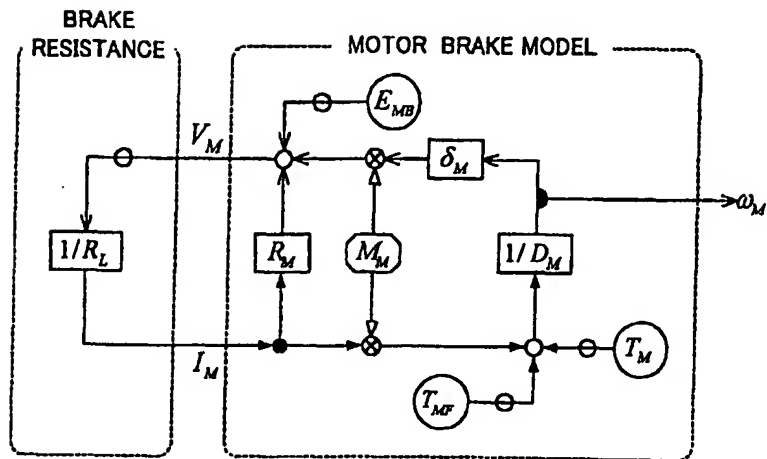 BRAKE
RESISTANCE
MOTOR BRAKE MODEL
E_MB
V_M
δ_M
ω_M
1/R_L
R_M
M_M
1/D_M
I_M
T_M
T_MF